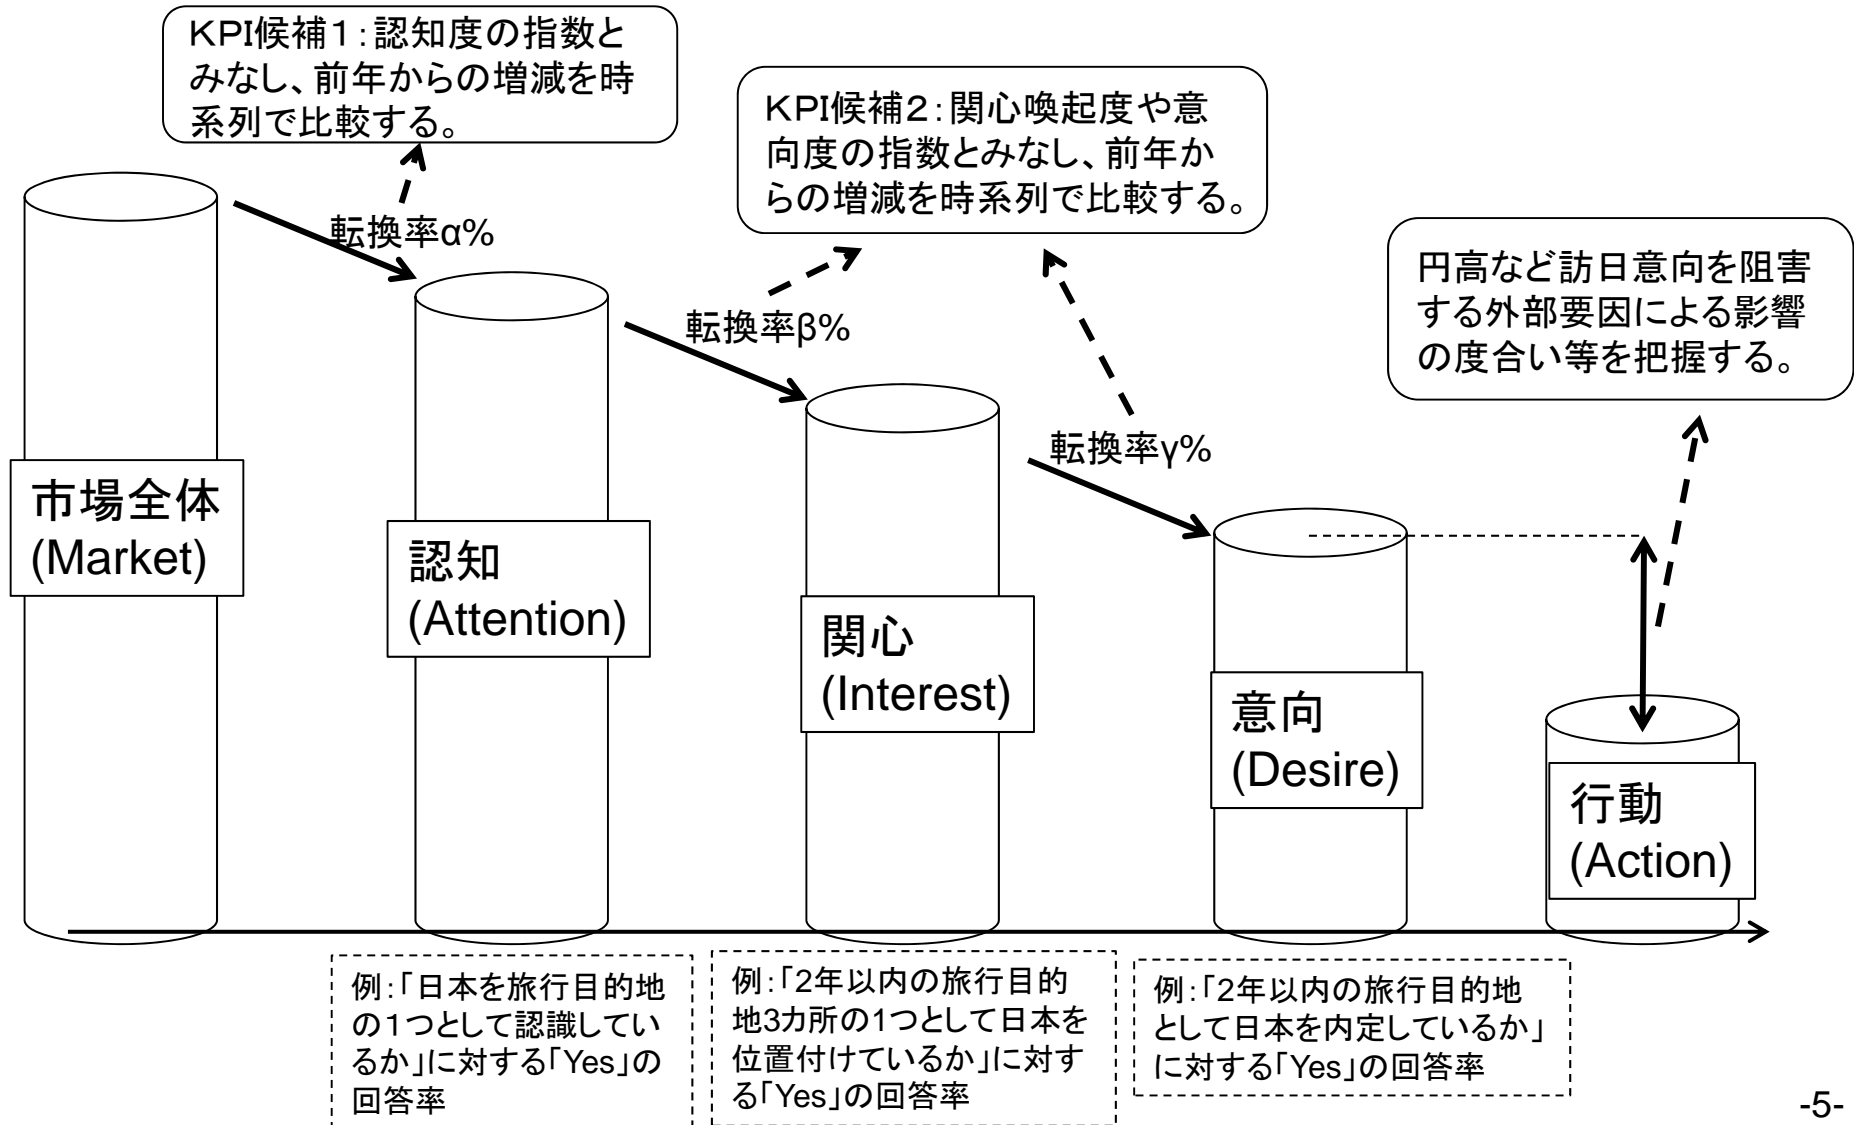 KPI候補１：認知度の指数と
みなし、前年からの増減を時
系列で比較する。
KPI候補２：関心喚起度や意
向度の指数とみなし、前年か
らの増減を時系列で比較する。
円高など訪日意向を阻害
する外部要因による影響
の度合い等を把握する。
転換率α%
転換率β%
転換率γ%
市場全体
(Market)
認知
(Attention)
関心
(Interest)
意向
(Desire)
行動
(Action)
例：「日本を旅行目的地
の１つとして認識してい
るか」に対する「Yes」の
回答率
例：「2年以内の旅行目的
地3カ所の1つとして日本を
位置付けているか」に対す
る「Yes」の回答率
例：「2年以内の旅行目的地
として日本を内定しているか」
に対する「Yes」の回答率
-5-